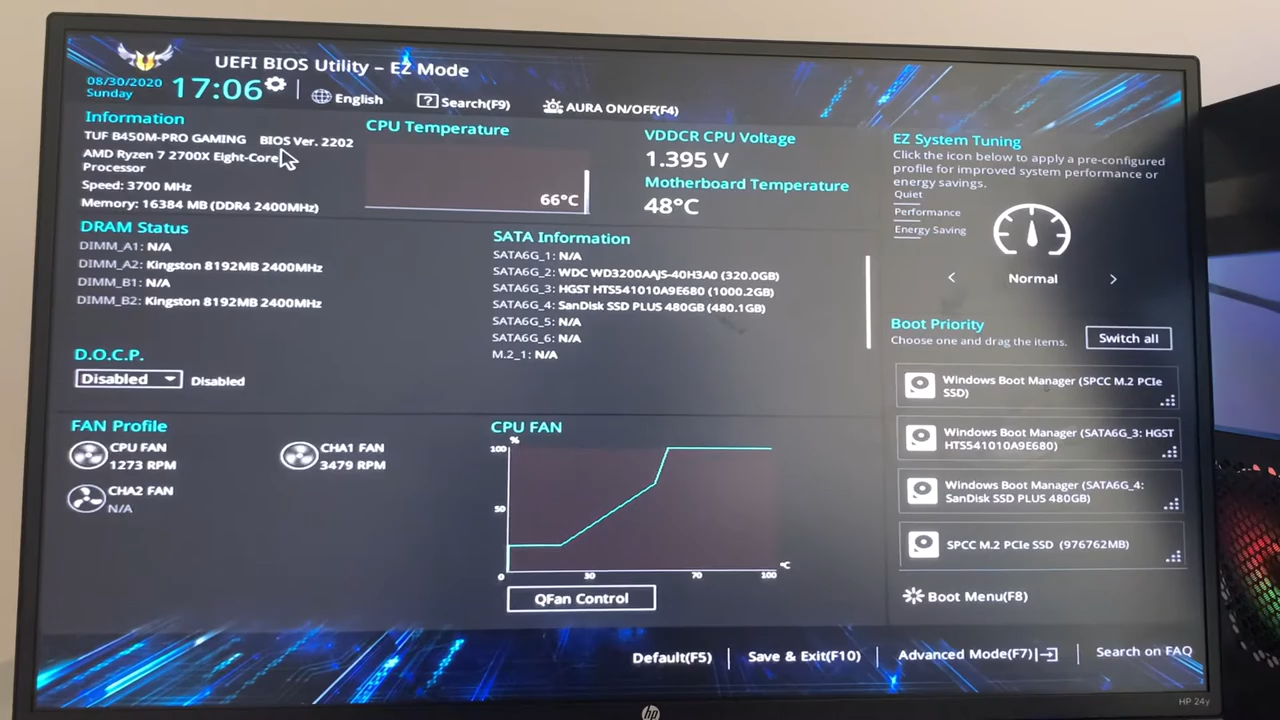 UEFI BIOS Utility – EZ Mode
08/30/2020
Sunday
17:06
English
Search(F9)
AURA ON/OFF(F4)
Information
TUF B450M-PRO GAMING BIOS Ver. 2202
AMD Ryzen 7 2700X Eight-Core
Processor
Speed: 3700 MHz
Memory: 16384 MB (DDR4 2400MHz)
CPU Temperature
66°C
VDDCR CPU Voltage
1.395 V
Motherboard Temperature
48°C
EZ System Tuning
Click the icon below to apply a pre-configured
profile for improved system performance or
energy savings.
Quiet
Performance
Energy Saving
Normal
DRAM Status
DIMM_A1: N/A
DIMM_A2: Kingston 8192MB 2400MHz
DIMM_B1: N/A
DIMM_B2: Kingston 8192MB 2400MHz
SATA Information
SATA6G_1: N/A
SATA6G_2: WDC WD3200AAJS-40H3A0 (320.0GB)
SATA6G_3: HGST HTS541010A9E680 (1000.2GB)
SATA6G_4: SanDisk SSD PLUS 480GB (480.1GB)
SATA6G_5: N/A
SATA6G_6: N/A
M.2_1: N/A
D.O.C.P.
Disabled Disabled
Boot Priority
Choose one and drag the items.
Switch all
Windows Boot Manager (SPCC M.2 PCIe
SSD)
Windows Boot Manager (SATA6G_3: HGST
HTS541010A9E680)
Windows Boot Manager (SATA6G_4:
SanDisk SSD PLUS 480GB)
SPCC M.2 PCIe SSD (976762MB)
Boot Menu(F8)
FAN Profile
CPU FAN
1273 RPM
CHA1 FAN
3479 RPM
CHA2 FAN
N/A
CPU FAN
%
100
50
0
30
70
100
°C
QFan Control
Default(F5)
Save & Exit(F10)
Advanced Mode(F7)
Search on FAQ
hp
HP 24y